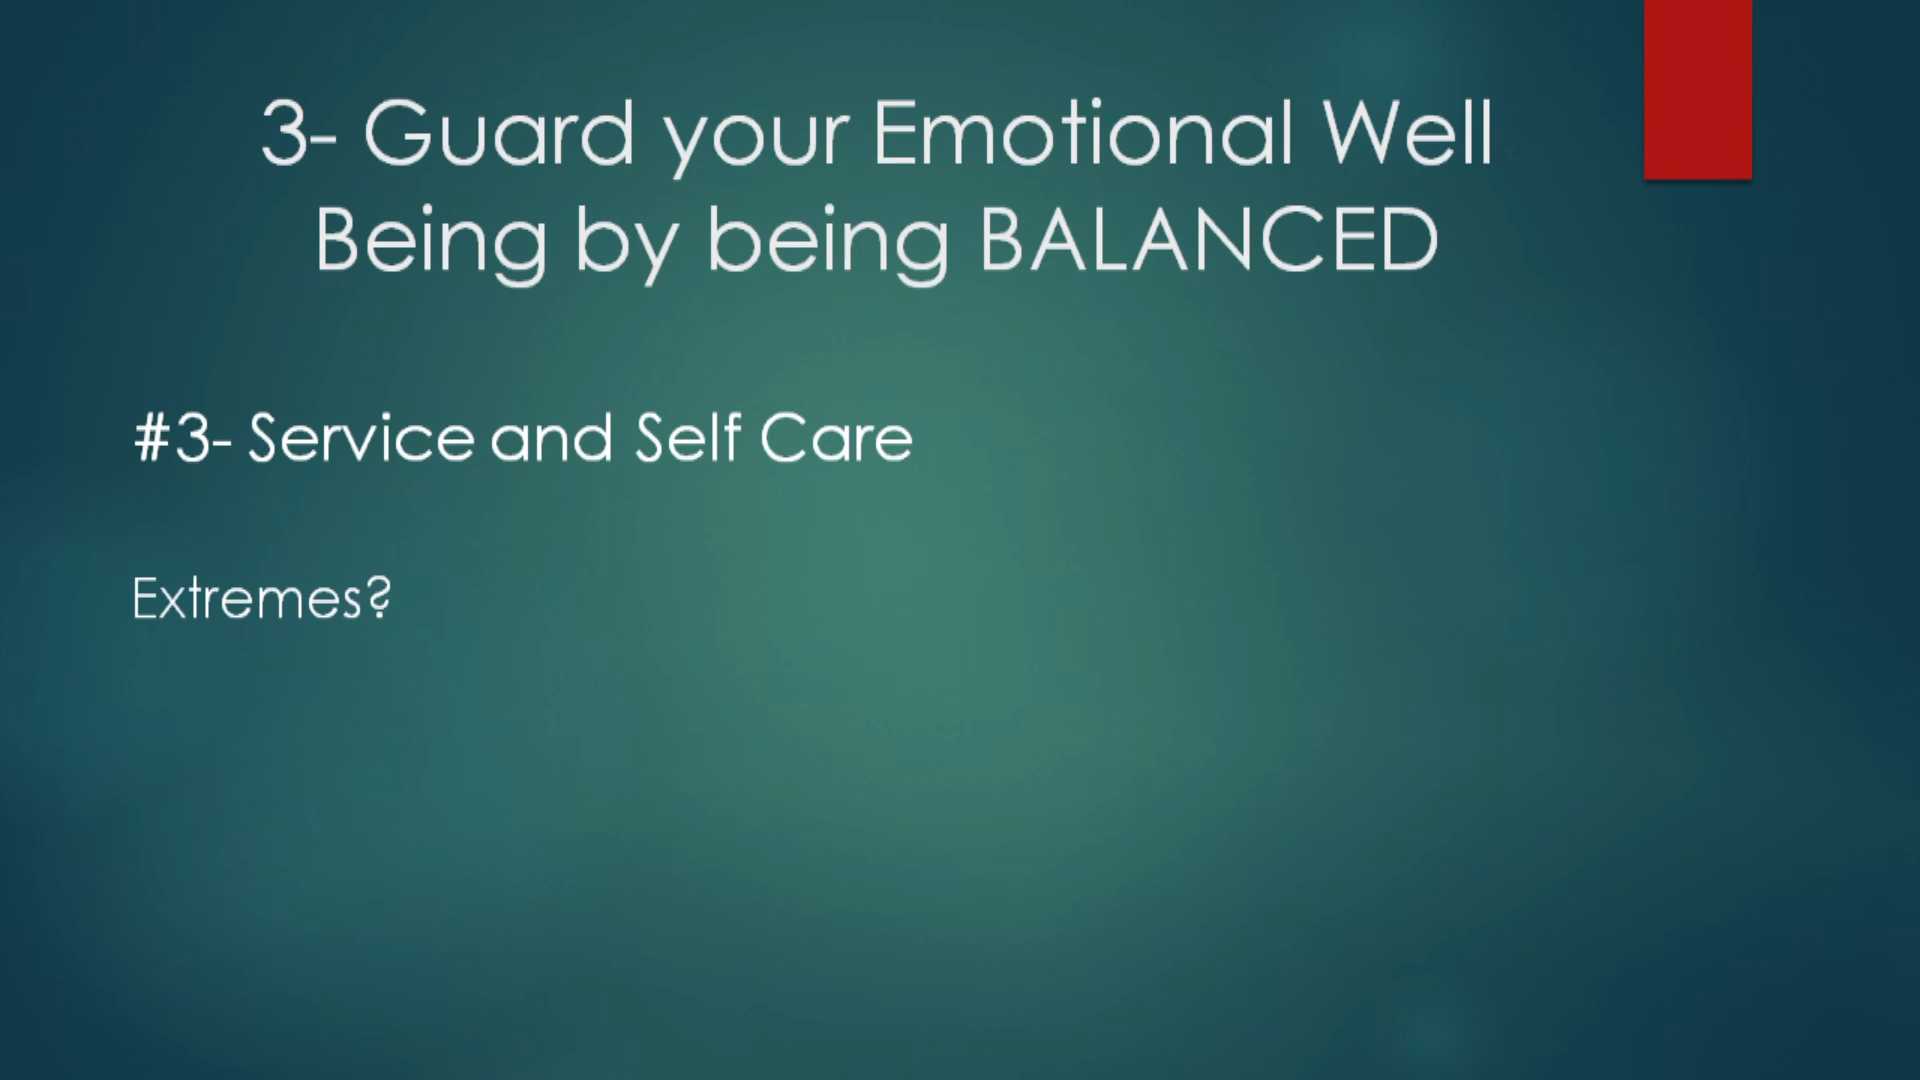 3- Guard your Emotional Well
Being by being BALANCED
#3- Service and Self Care
Extremes?